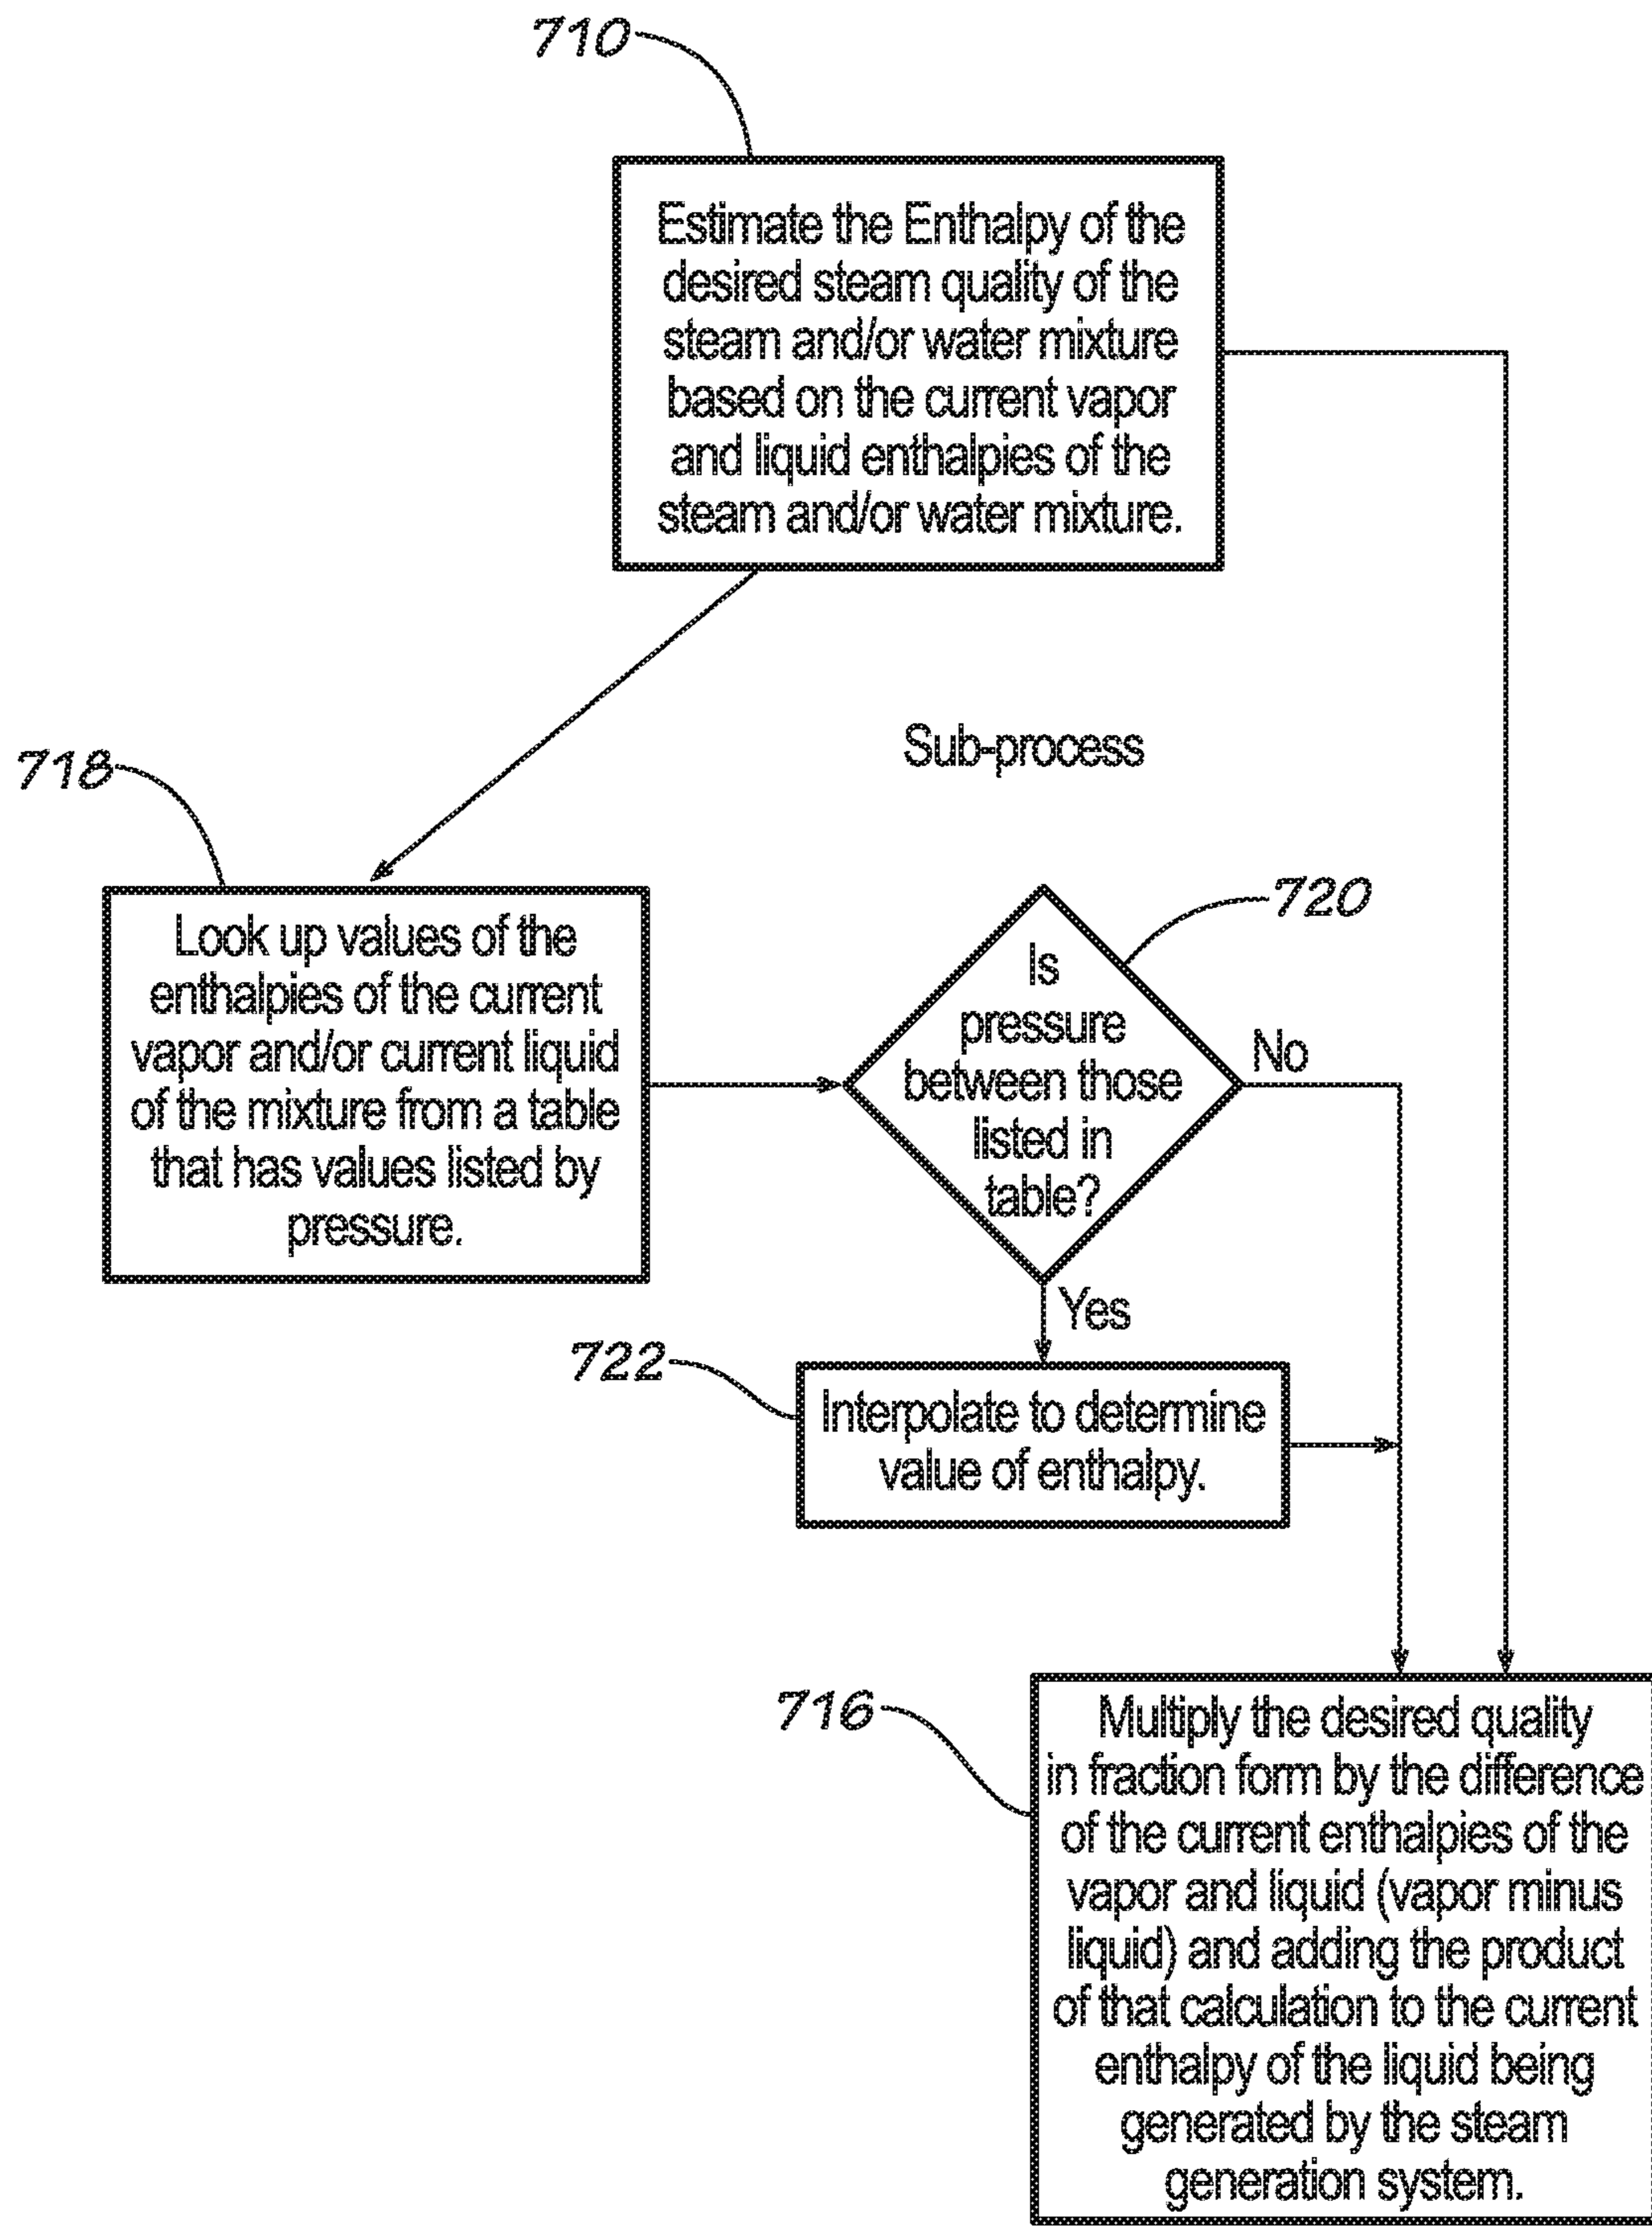 710
Estimate the Enthalpy of the
desired steam quality of the
steam and/or water mixture
based on the current vapor
and liquid enthalpies of the
steam and/or water mixture.
Sub-process
718
Look up values of the
enthalpies of the current
vapor and/or current liquid
of the mixture from a table
that has values listed by
pressure.
720
Is
pressure
between those
listed in
table?
No
Yes
722
Interpolate to determine
value of enthalpy.
716
Multiply the desired quality
in fraction form by the difference
of the current enthalpies of the
vapor and liquid (vapor minus
liquid) and adding the product
of that calculation to the current
enthalpy of the liquid being
generated by the steam
generation system.